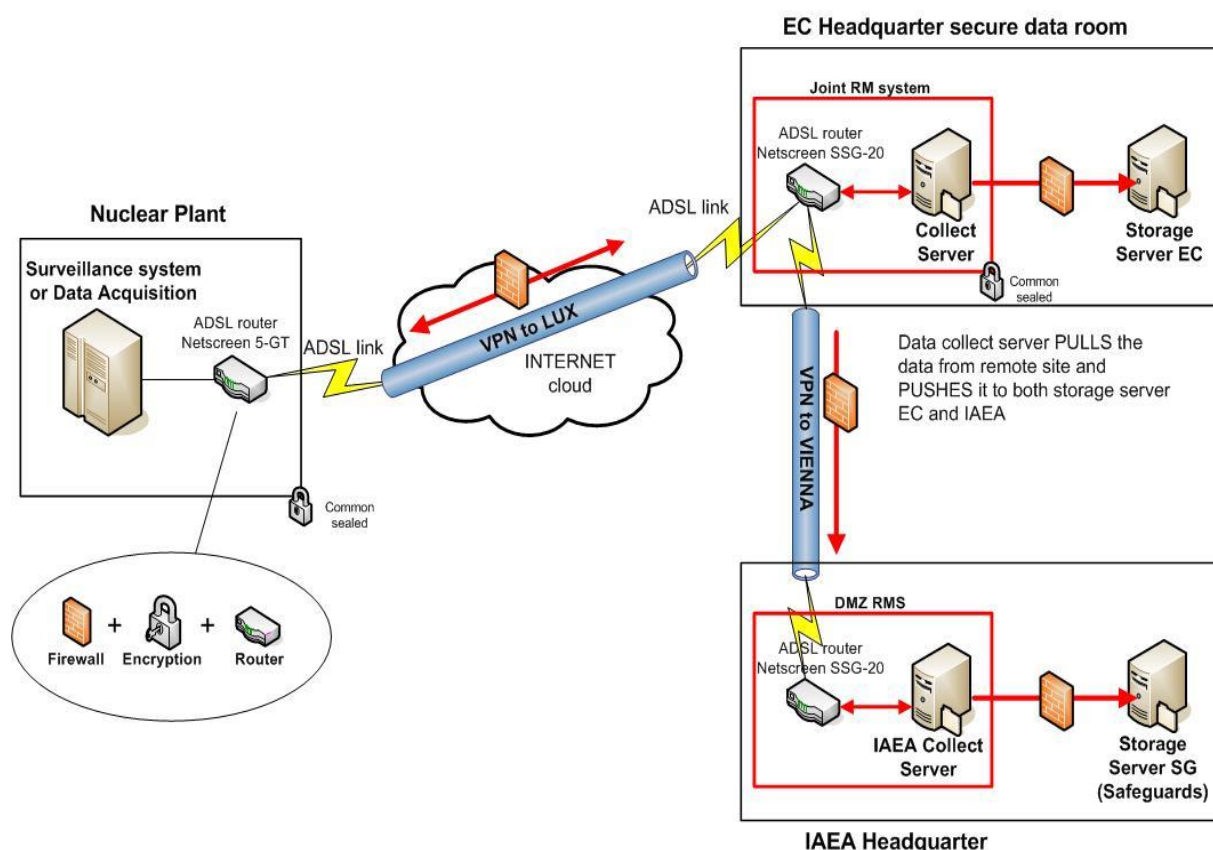 EC Headquarter secure data room
Joint RM system
ADSL router
Netscreen SSG-20
Collect
Server
Storage
Server EC
Common
sealed
ADSL link
Nuclear Plant
Surveillance system
or Data Acquisition
ADSL router
Netscreen 5-GT
ADSL link
VPN to LUX
INTERNET
cloud
Common
sealed
Firewall
+
Encryption
+
Router
VPN to VIENNA
Data collect server PULLS the
data from remote site and
PUSHES it to both storage server
EC and IAEA
DMZ RMS
ADSL router
Netscreen SSG-20
IAEA Collect
Server
Storage
Server SG
(Safeguards)
IAEA Headquarter